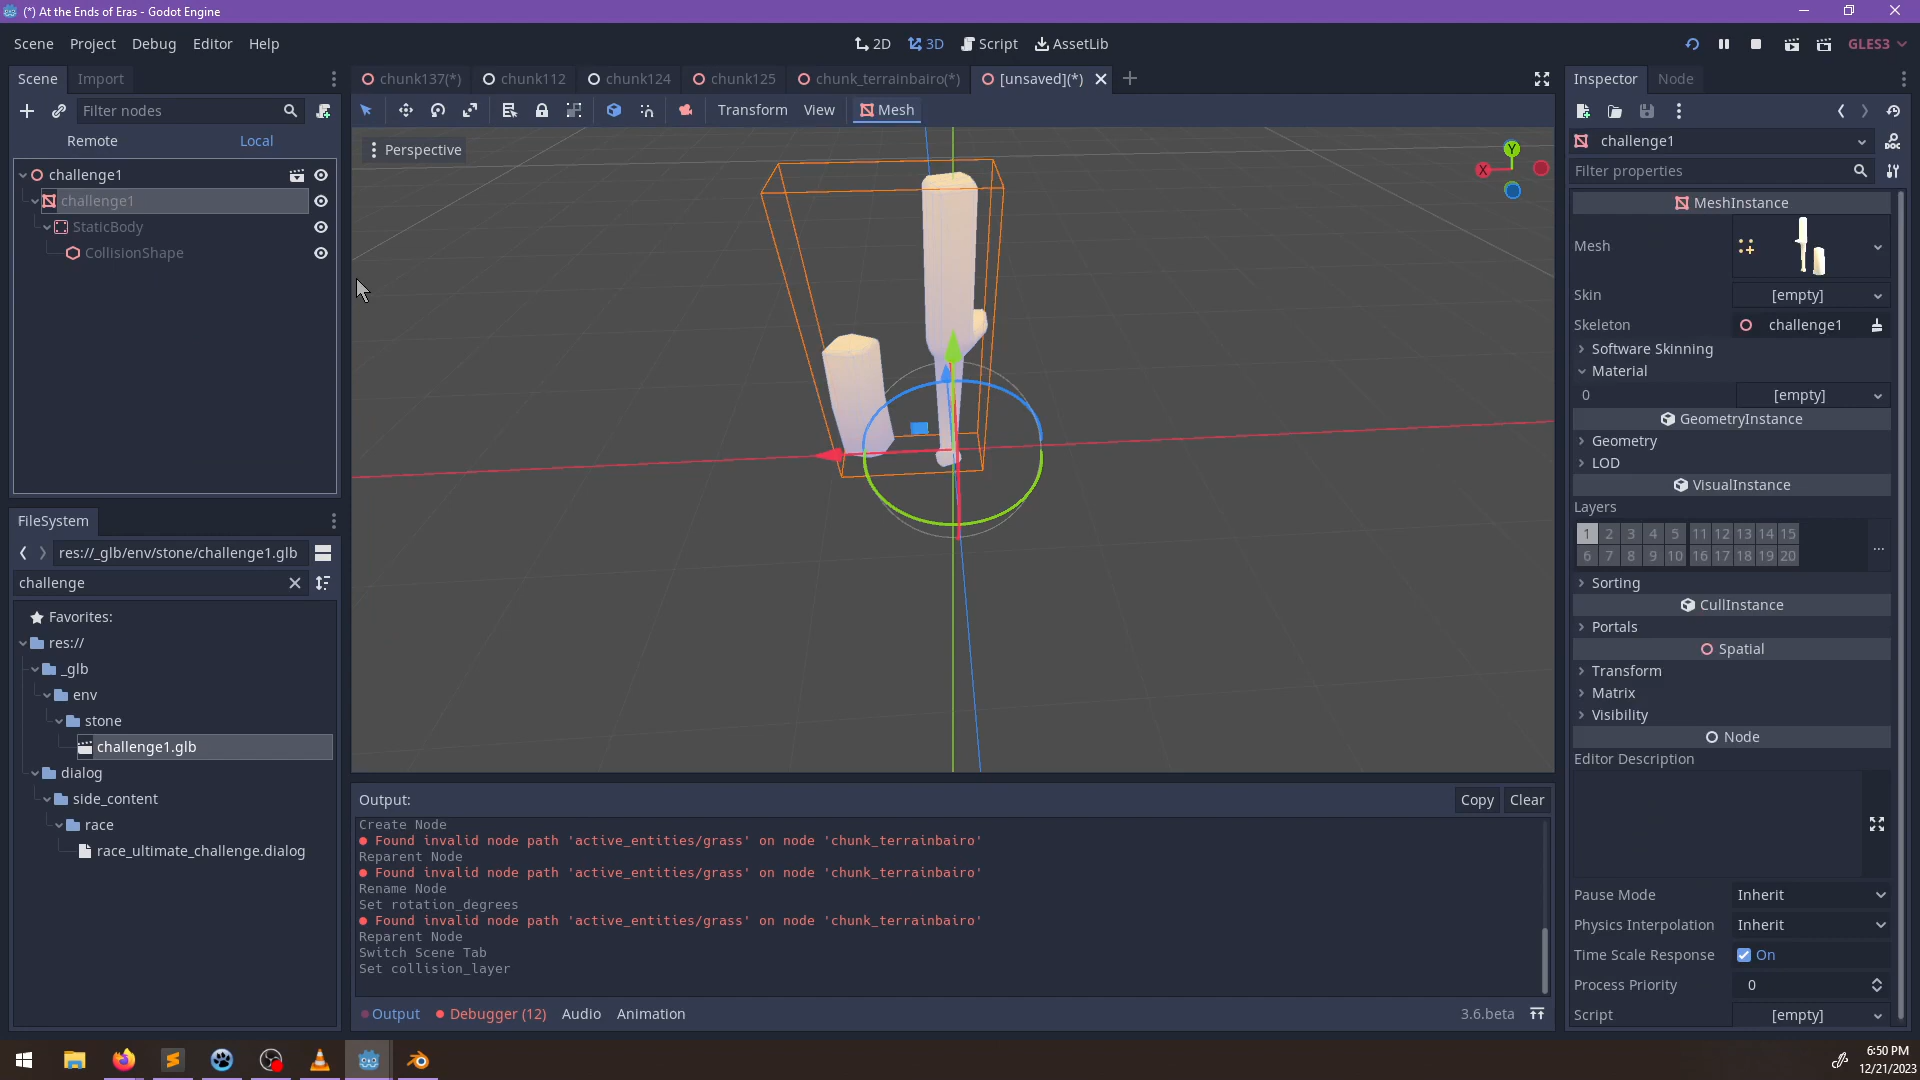 (*) At the Ends of Eras - Godot Engine
Scene Project Debug Editor Help
2D 3D Script AssetLib
GLES3
Scene Import
chunk137(*) chunk112 chunk124 chunk125 chunk_terrainbairo(*) [unsaved](*)
Inspector Node
Filter nodes
Transform View Mesh
Remote Local
challenge1
challenge1
StaticBody
CollisionShape
Perspective
Y
X
FileSystem
res://_glb/env/stone/challenge1.glb
challenge
Favorites:
res://
_glb
env
stone
challenge1.glb
dialog
side_content
race
race_ultimate_challenge.dialog
Output:
Copy Clear
Create Node
Found invalid node path 'active_entities/grass' on node 'chunk_terrainbairo'
Reparent Node
Found invalid node path 'active_entities/grass' on node 'chunk_terrainbairo'
Rename Node
Set rotation_degrees
Found invalid node path 'active_entities/grass' on node 'chunk_terrainbairo'
Reparent Node
Switch Scene Tab
Set collision_layer
Output Debugger (12) Audio Animation
3.6.beta
challenge1
Filter properties
MeshInstance
Mesh
Skin [empty]
Skeleton challenge1
Software Skinning
Material
0 [empty]
GeometryInstance
Geometry
LOD
VisualInstance
Layers
1 2 3 4 5 11 12 13 14 15
6 7 8 9 10 16 17 18 19 20
...
Sorting
CullInstance
Portals
Spatial
Transform
Matrix
Visibility
Node
Editor Description
Pause Mode Inherit
Physics Interpolation Inherit
Time Scale Response On
Process Priority 0
Script [empty]
6:50 PM
12/21/2023